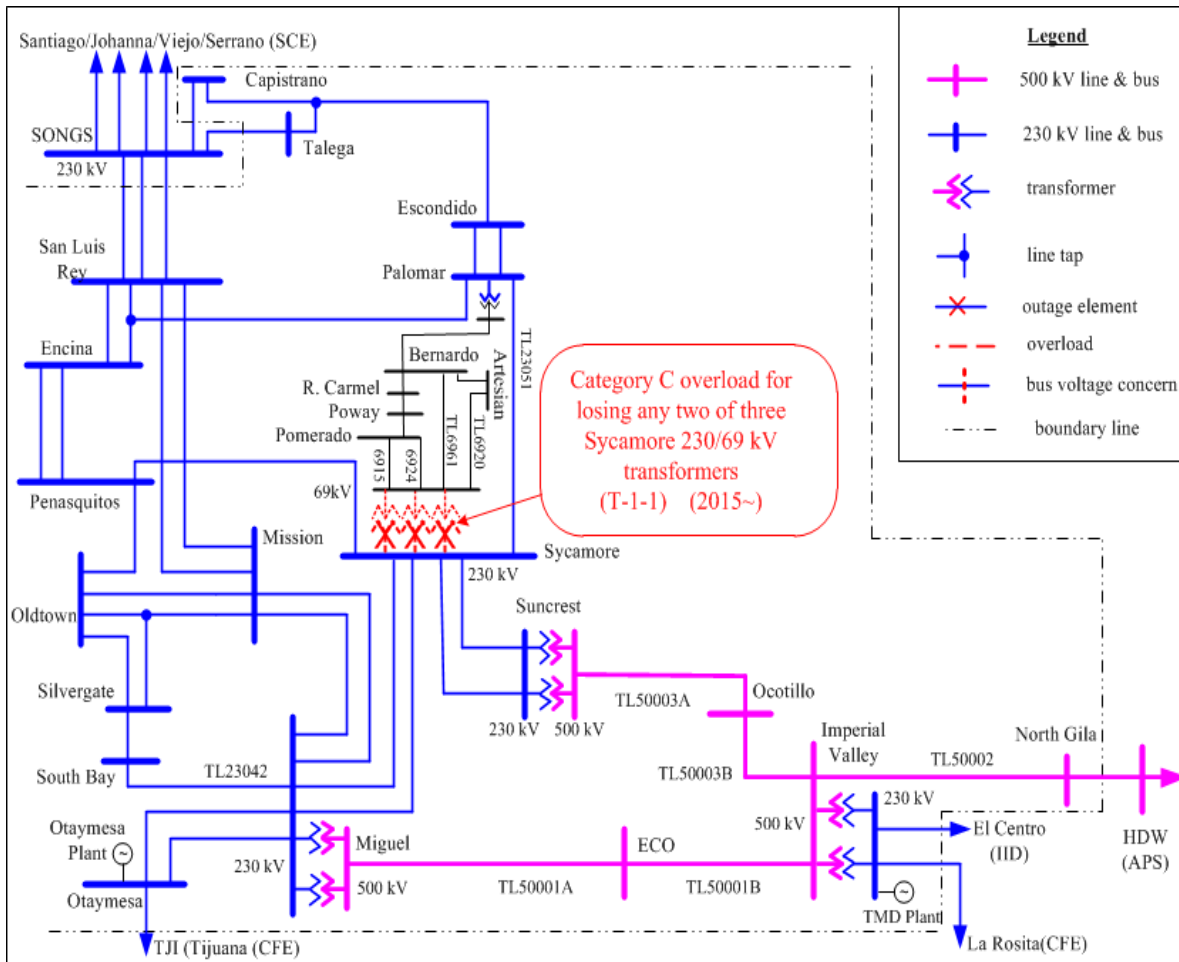 Santiago/Johanna/Viejo/Serrano (SCE)
Capistrano
SONGS
230 kV
Talega
Escondido
San Luis
Rey
Palomar
TL23051
Encina
Bernardo
Artesian
R. Carmel
Poway
Pomerado
6915
6924
TL6961
TL6920
Penasquitos
69kV
Mission
Sycamore
230 kV
Category C overload for
losing any two of three
Sycamore 230/69 kV
transformers
(T-1-1) (2015~)
Oldtown
Suncrest
Silvergate
230 kV
500 kV
TL50003A
Ocotillo
South Bay
TL23042
TL50003B
Imperial
Valley
TL50002
North Gila
Otaymesa
Plant
~
Otaymesa
230 kV
Miguel
500 kV
ECO
TL50001A
TL50001B
500 kV
230 kV
El Centro
(IID)
HDW
(APS)
~
TMD Plant
TJI (Tijuana (CFE)
La Rosita(CFE)
Legend
500 kV line & bus
230 kV line & bus
transformer
line tap
outage element
overload
bus voltage concern
boundary line